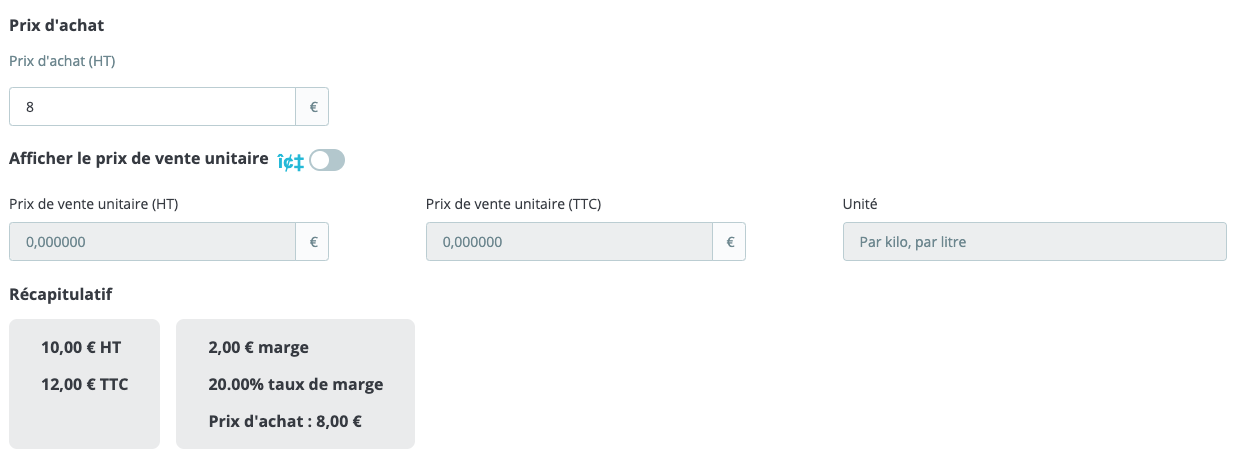 Prix d'achat
Prix d'achat (HT)
8 €
Afficher le prix de vente unitaire î¢‡
Prix de vente unitaire (HT) Prix de vente unitaire (TTC) Unité
0,000000 € 0,000000 € Par kilo, par litre
Récapitulatif
10,00 € HT 2,00 € marge
12,00 € TTC 20.00% taux de marge
Prix d'achat : 8,00 €